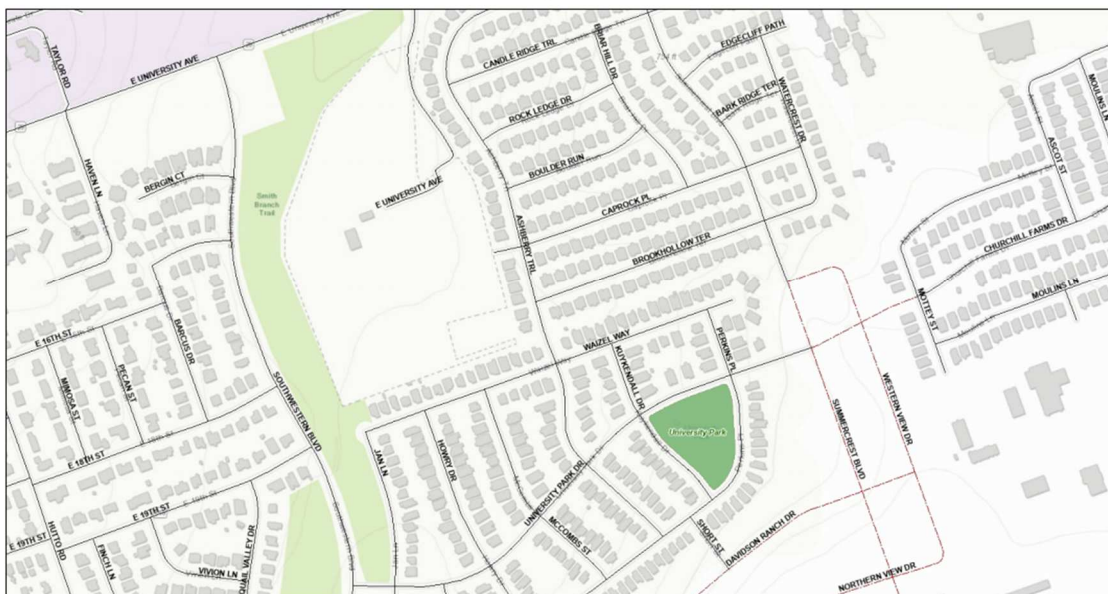 E University Ave
E University Ave
TAYLOR RD
E UNIVERSITY AVE
CANDLE RIDGE TRL
BRIAR HILL DR
EDGECLIFF PATH
WATERCREST DR
BARK RIDGE TER
ROCK LEDGE DR
BOULDER RUN
CAPROCK PL
BROOKHOLLOW TER
MOULINS LN
ASCOT ST
CHURCHILL FARMS DR
MOULINS LN
MOTTEY ST
HAVEN LN
BERGIN CT
Smith
Branch
Trail
E UNIVERSITY AVE
ASHBERRY TRL
E 16TH ST
BARCUS DR
PECAN ST
MIMOSA ST
SOUTHWESTERN BLVD
WAIZEL WAY
KUYKENDALL DR
PERKINS PL
University Park
SUMMERCREST BLVD
WESTERN VIEW DR
E 18TH ST
JAN LN
HOWRY DR
UNIVERSITY PARK DR
MCCOMBS ST
SHORT ST
DAVIDSON RANCH DR
E 19TH ST
E 19th St
E 19TH ST
HUTTO RD
FINCH LN
VIVION LN
QUAIL VALLEY DR
NORTHERN VIEW DR